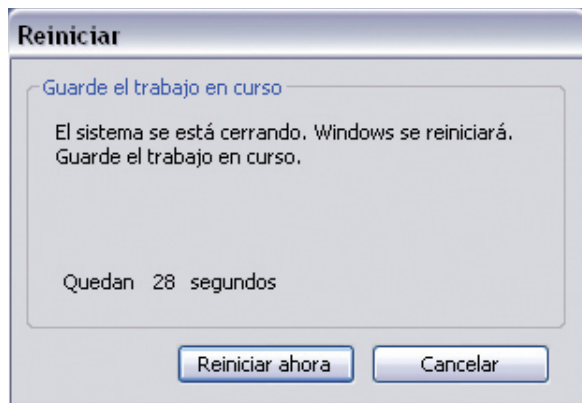 Reiniciar
Guarde el trabajo en curso
El sistema se está cerrando. Windows se reiniciará.
Guarde el trabajo en curso.
Quedan 28 segundos
Reiniciar ahora
Cancelar